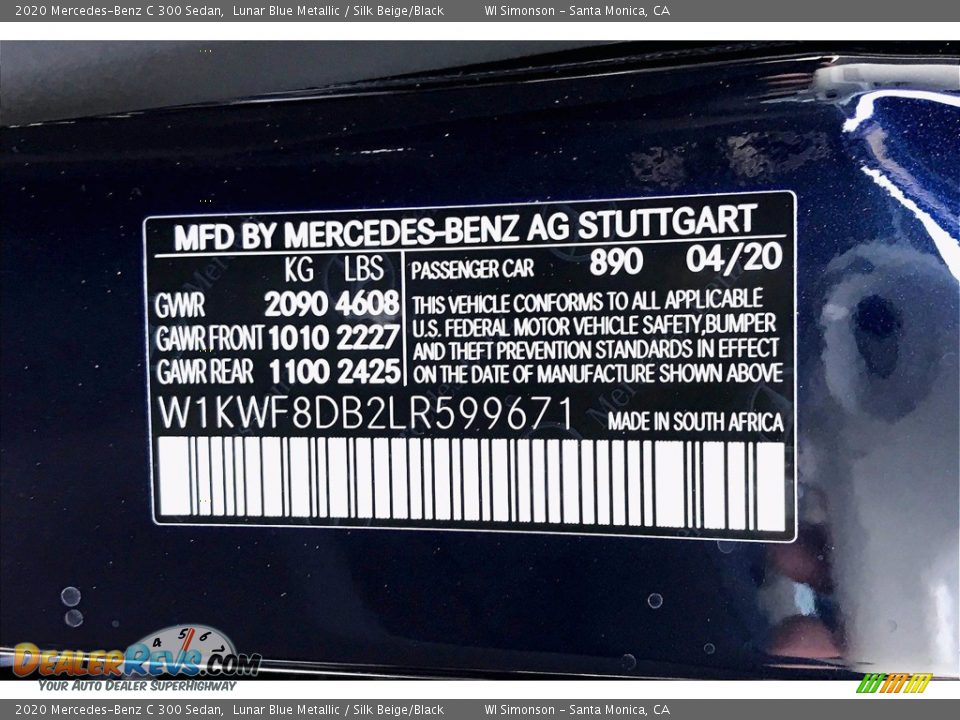 2020 Mercedes-Benz C 300 Sedan,  Lunar Blue Metallic / Silk Beige/Black WI Simonson - Santa Monica, CA
MFD BY MERCEDES-BENZ AG STUTTGART
KG LBS
GVWR 2090 4608
GAWR FRONT 1010 2227
GAWR REAR 1100 2425
PASSENGER CAR 890 04/20
THIS VEHICLE CONFORMS TO ALL APPLICABLE
U.S. FEDERAL MOTOR VEHICLE SAFETY,BUMPER
AND THEFT PREVENTION STANDARDS IN EFFECT
ON THE DATE OF MANUFACTURE SHOWN ABOVE
W1KWF8DB2LR599671 MADE IN SOUTH AFRICA
4 5 6 7
DEALERREVS.COM
YOUR AUTO DEALER SUPERHIGHWAY
2020 Mercedes-Benz C 300 Sedan,  Lunar Blue Metallic / Silk Beige/Black WI Simonson - Santa Monica, CA